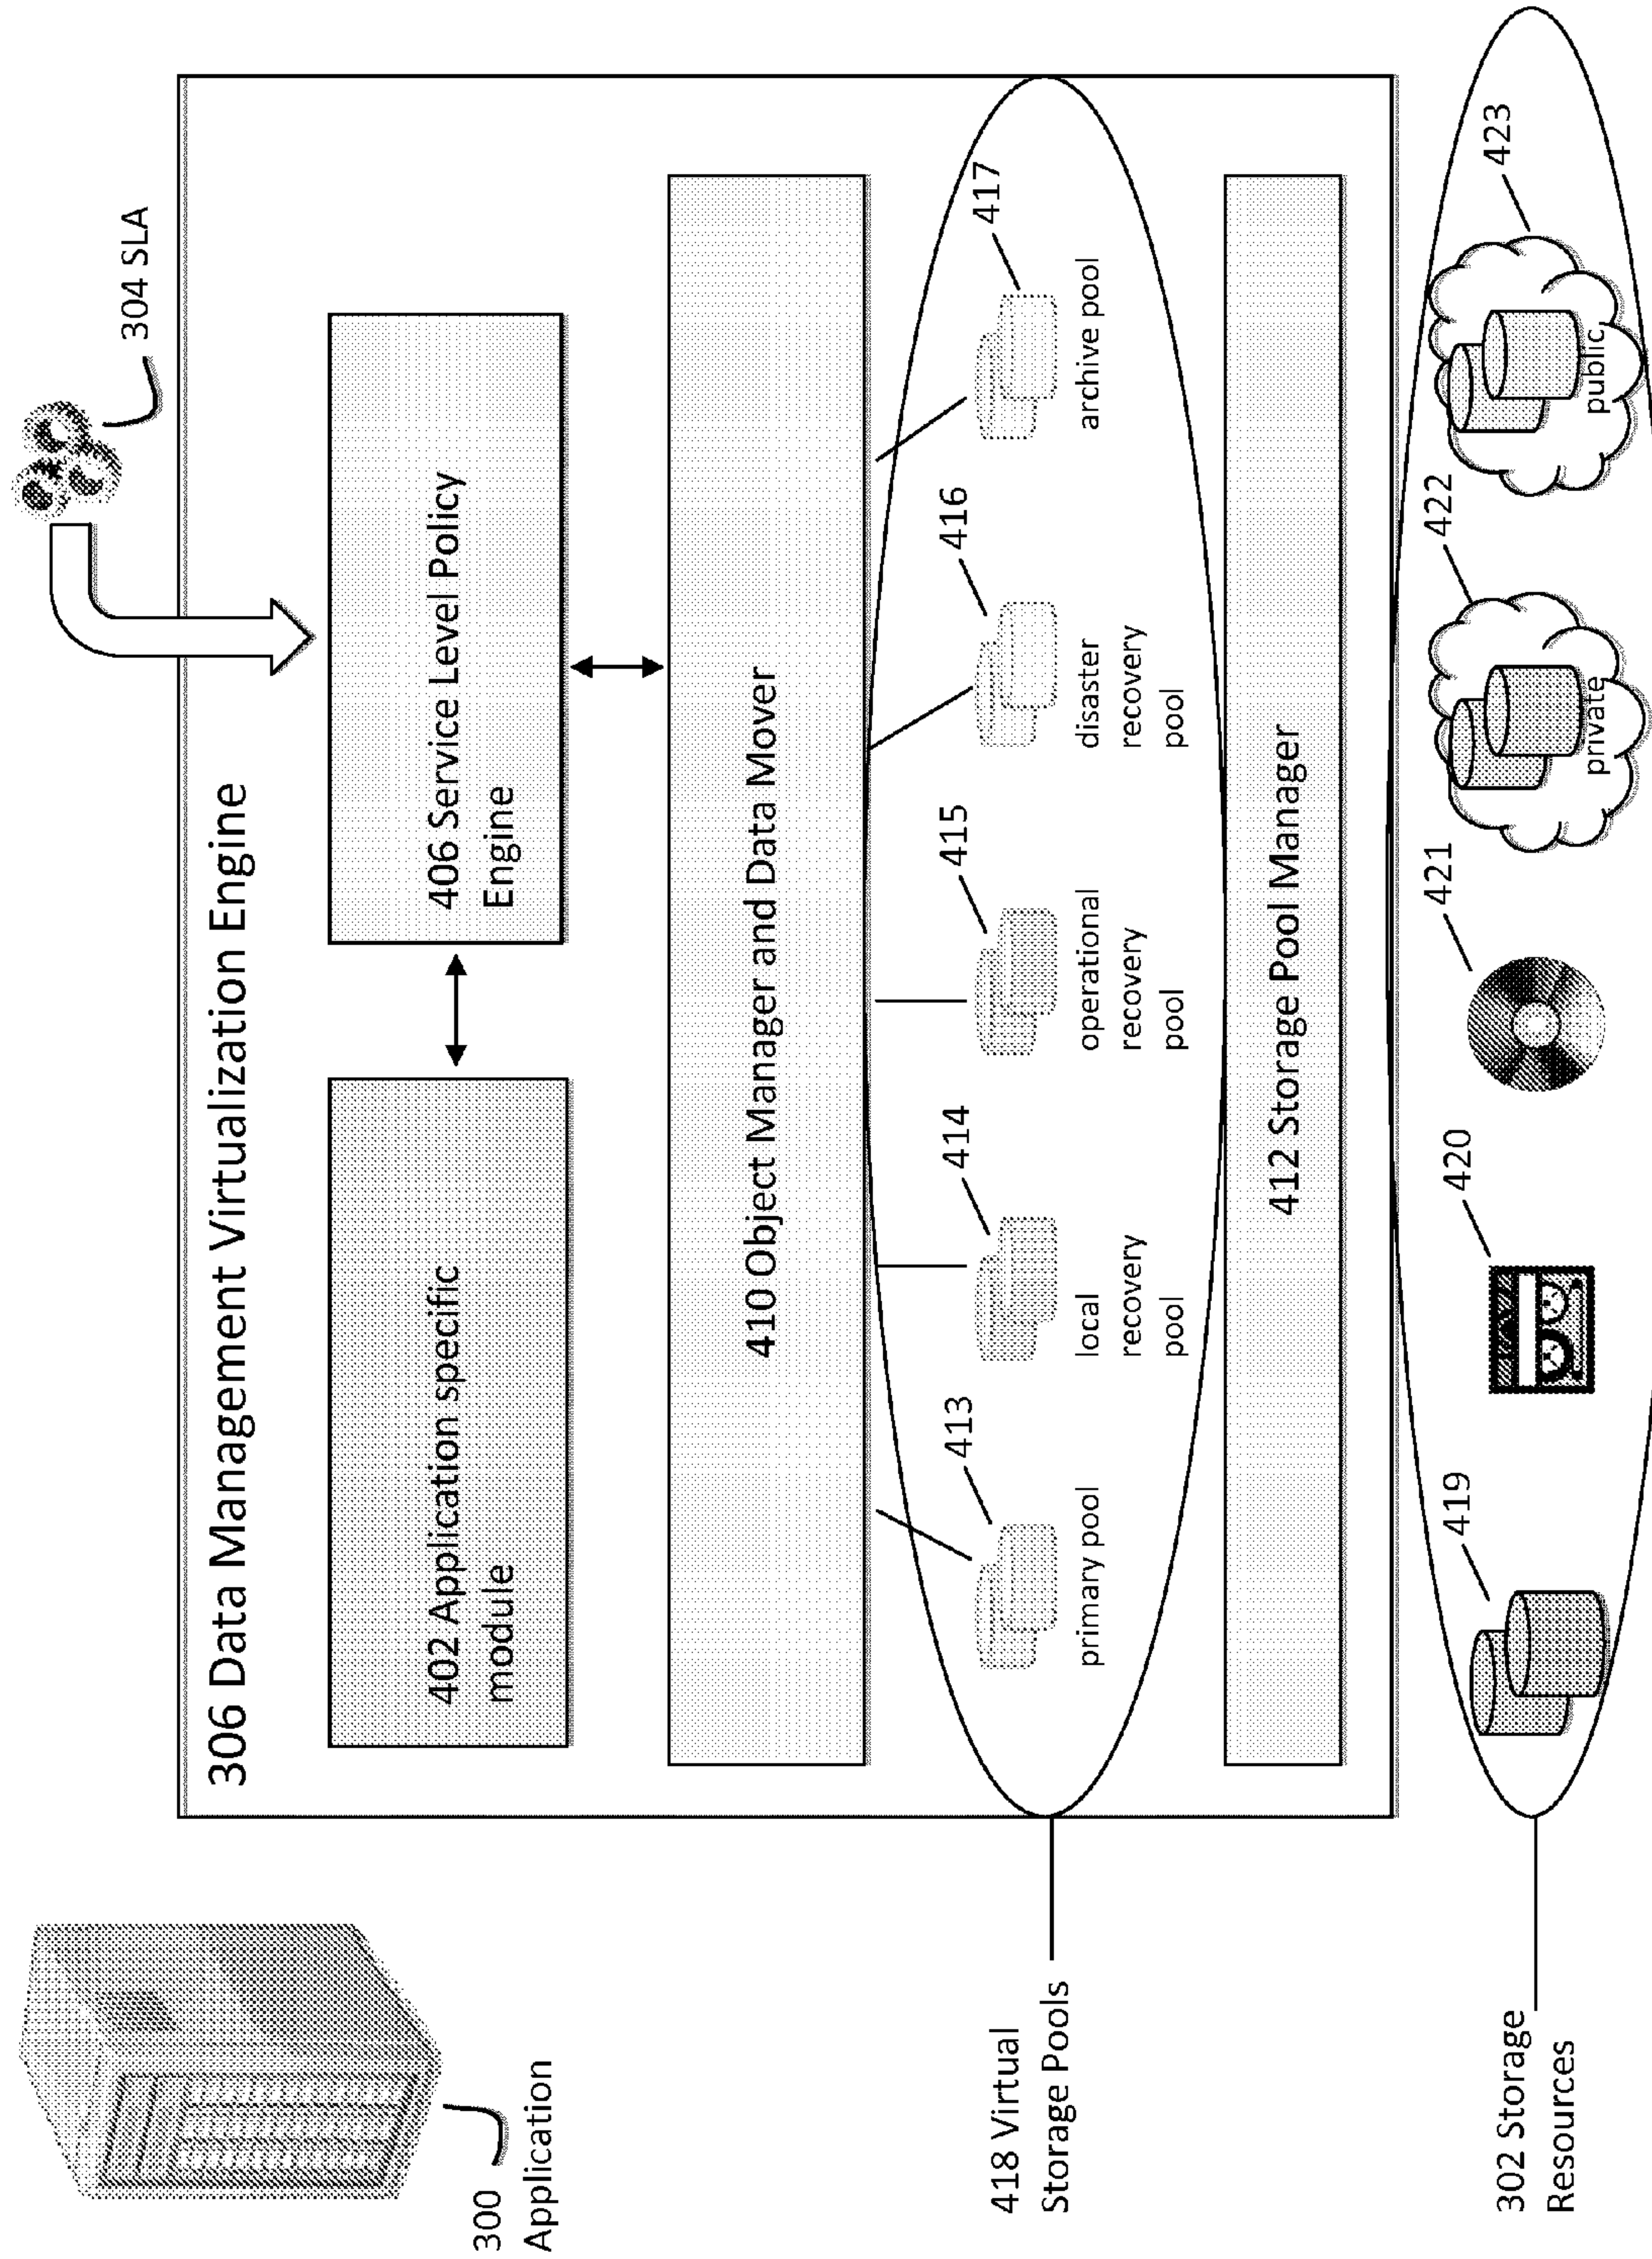 304 SLA
306 Data Management Virtualization Engine
300
Application
402 Application specific
module
406 Service Level Policy
Engine
410 Object Manager and Data Mover
413
414
415
416
417
primary pool
local
recovery
pool
operational
recovery
pool
disaster
recovery
pool
archive pool
418 Virtual
Storage Pools
412 Storage Pool Manager
419
420
421
422
423
private
public
302 Storage
Resources